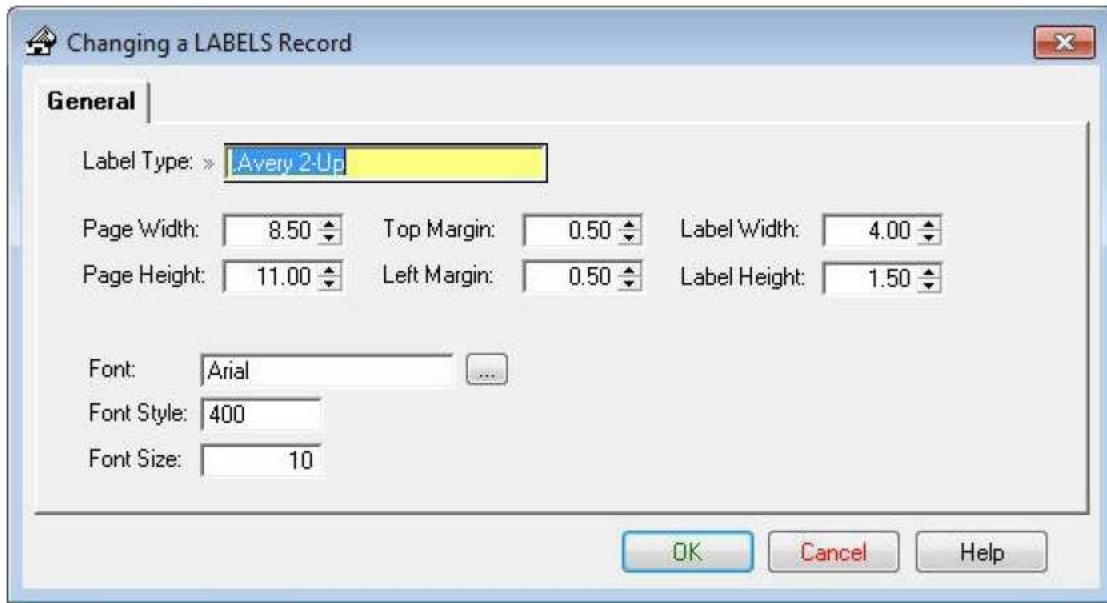 Changing a LABELS Record
General
Label Type: » .Avery 2-Up
Page Width: 8.50 Top Margin: 0.50 Label Width: 4.00
Page Height: 11.00 Left Margin: 0.50 Label Height: 1.50
Font: Arial ...
Font Style: 400
Font Size: 10
OK Cancel Help